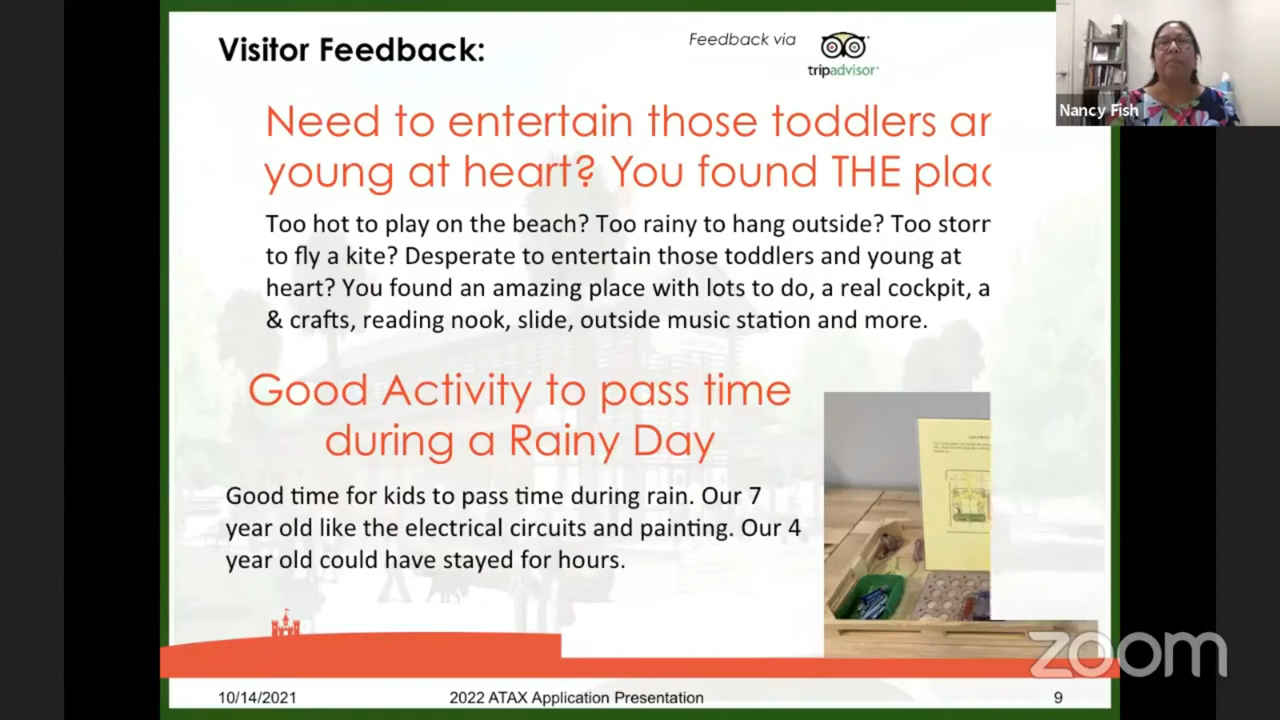 Visitor Feedback:
Feedback via
tripadvisor
Nancy Fish
Need to entertain those toddlers
young at heart? You found THE
Too hot to play on the beach? Too rainy to hang outside? Too
to fly a kite? Desperate to entertain those toddlers and young at
heart? You found an amazing place with lots to do, a real cockpit,
& crafts, reading nook, slide, outside music station and more.
Good Activity to pass time
during a Rainy Day
Good time for kids to pass time during rain. Our 7
year old like the electrical circuits and painting. Our 4
year old could have stayed for hours.
zoom
10/14/2021
2022 ATAX Application Presentation
9